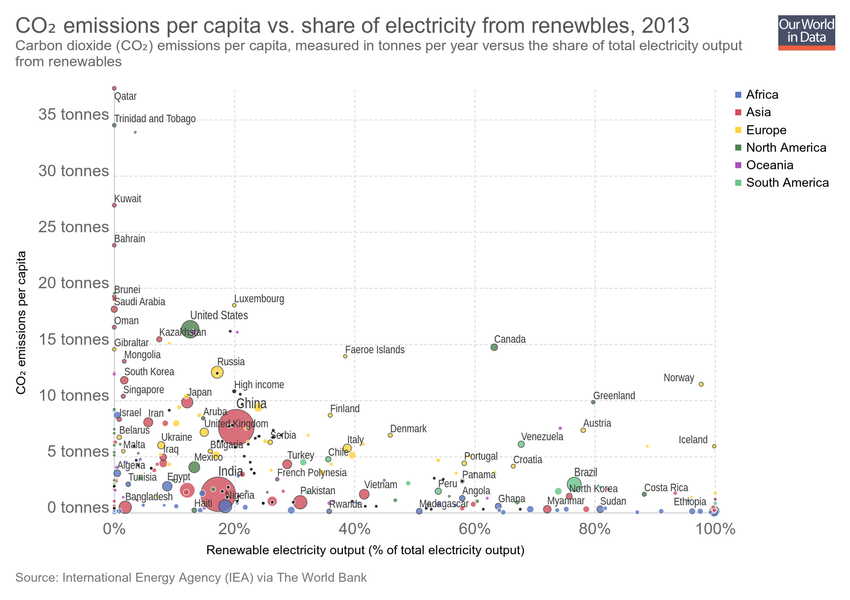 CO₂ emissions per capita vs. share of electricity from renewbles, 2013
Carbon dioxide (CO₂) emissions per capita, measured in tonnes per year versus the share of total electricity output
from renewables
Our World
in Data
Africa
Asia
Europe
North America
Oceania
South America
CO₂ emissions per capita
35 tonnes
30 tonnes
25 tonnes
20 tonnes
15 tonnes
10 tonnes
5 tonnes
0 tonnes
Qatar
Trinidad and Tobago
Kuwait
Bahrain
Brunei
Saudi Arabia
Luxembourg
Oman
United States
Kazakhstan
Gibraltar
Canada
Mongolia
Faeroe Islands
Russia
South Korea
Norway
Singapore
Japan
High income
Greenland
China
Israel
Iran
Aruba
Finland
Belarus
United Kingdom
Denmark
Austria
Ukraine
Serbia
Malta
Iraq
Bulgaria
Italy
Venezuela
Iceland
Chile
Turkey
Portugal
Croatia
Algeria
Mexico
India
French Polynesia
Tunisia
Egypt
Peru
Panama
Brazil
Bangladesh
Nigeria
Pakistan
Vietnam
Angola
North Korea
Costa Rica
Haiti
Rwanda
Madagascar
Ghana
Myanmar
Sudan
Ethiopia
0%
20%
40%
60%
80%
100%
Renewable electricity output (% of total electricity output)
Source: International Energy Agency (IEA) via The World Bank